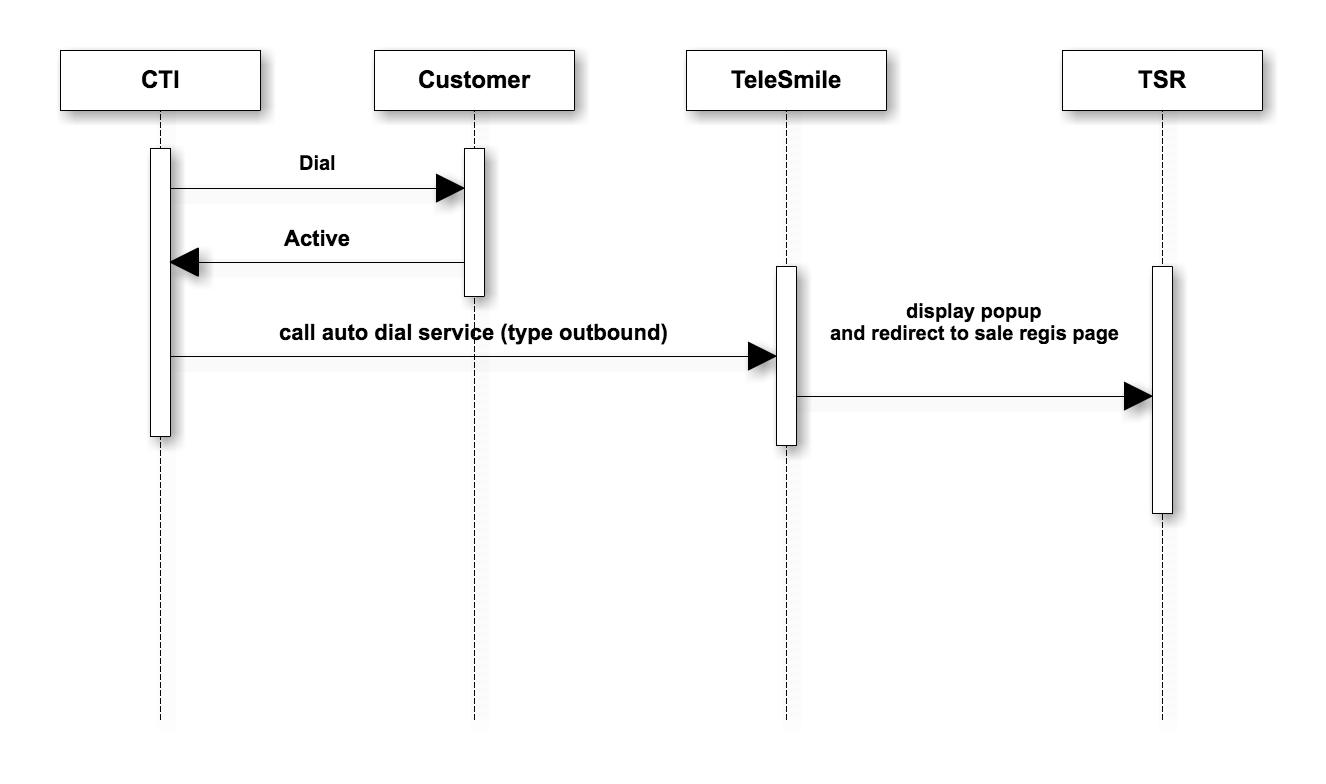 CTI
Customer
TeleSmile
TSR
Dial
Active
call auto dial service (type outbound)
display popup
and redirect to sale regis page